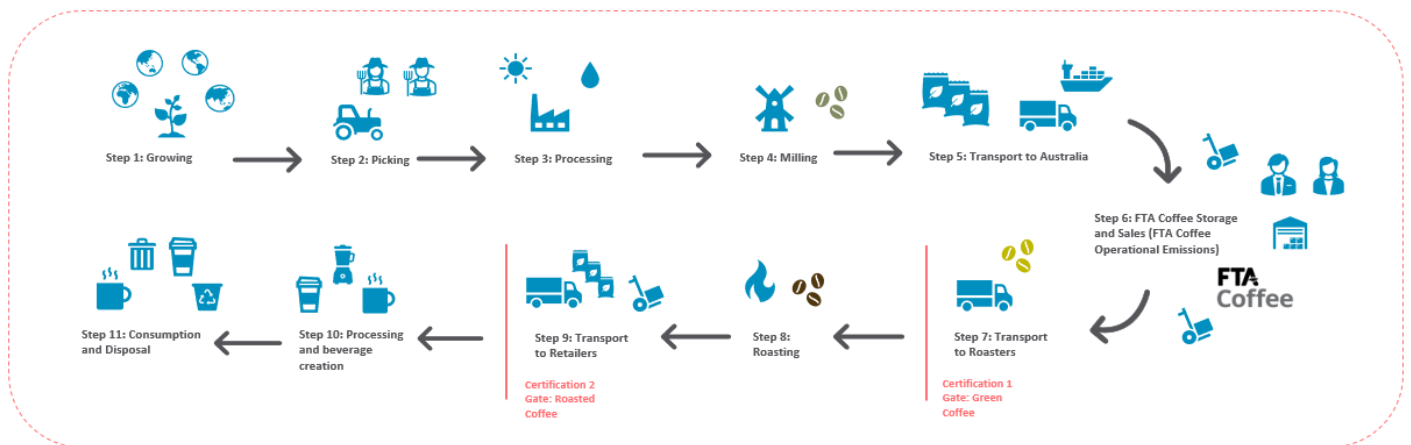 Step 1: Growing
Step 2: Picking
Step 3: Processing
Step 4: Milling
Step 5: Transport to Australia
Step 6: FTA Coffee Storage
and Sales (FTA Coffee
Operational Emissions)
FTA
Coffee
Step 7: Transport
to Roasters
Certification 1
Gate: Green
Coffee
Step 8:
Roasting
Step 9: Transport
to Retailers
Certification 2
Gate: Roasted
Coffee
Step 10: Processing
and beverage
creation
Step 11: Consumption
and Disposal